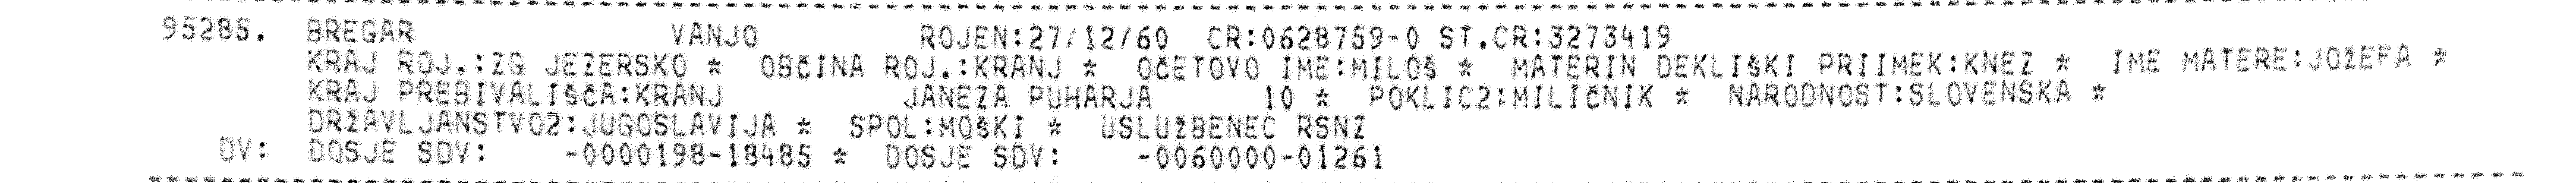 95285. BREGAR VANJO ROJEN:27/12/60 CR:0628759-0 ST.CR:3273419
KRAJ ROJ.:ZG JEZERSKO * OBČINA ROJ.:KRANJ * OČETOVO IME:MILOŠ * MATERIN DEKLIŠKI PRIIMEK:KNEZ * IME MATERE:JOŽEFA *
KRAJ PREBIVALIŠČA:KRANJ JANEZA PUHARJA 10 * POKLIC2:MILIČNIK * NARODNOST:SLOVENSKA *
DRŽAVLJANSTVO2:JUGOSLAVIJA * SPOL:MOŠKI * USLUŽBENEC RSNZ
DV: DOSJE SDV: -0000198-18485 * DOSJE SDV: -0060000-01261